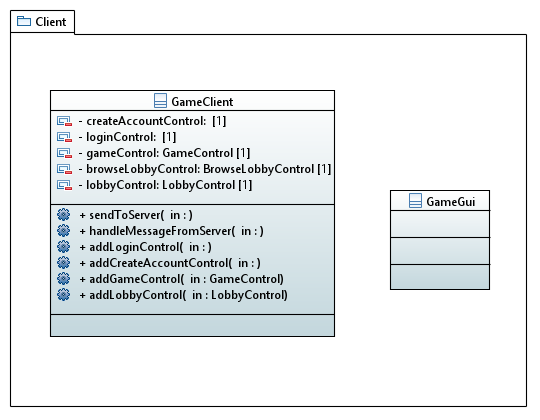 Client
GameClient
- createAccountControl: [1]
- loginControl: [1]
- gameControl: GameControl [1]
- browseLobbyControl: BrowseLobbyControl [1]
- lobbyControl: LobbyControl [1]
+ sendToServer( in : )
+ handleMessageFromServer( in : )
+ addLoginControl( in : )
+ addCreateAccountControl( in : )
+ addGameControl( in : GameControl)
+ addLobbyControl( in : LobbyControl)
GameGui